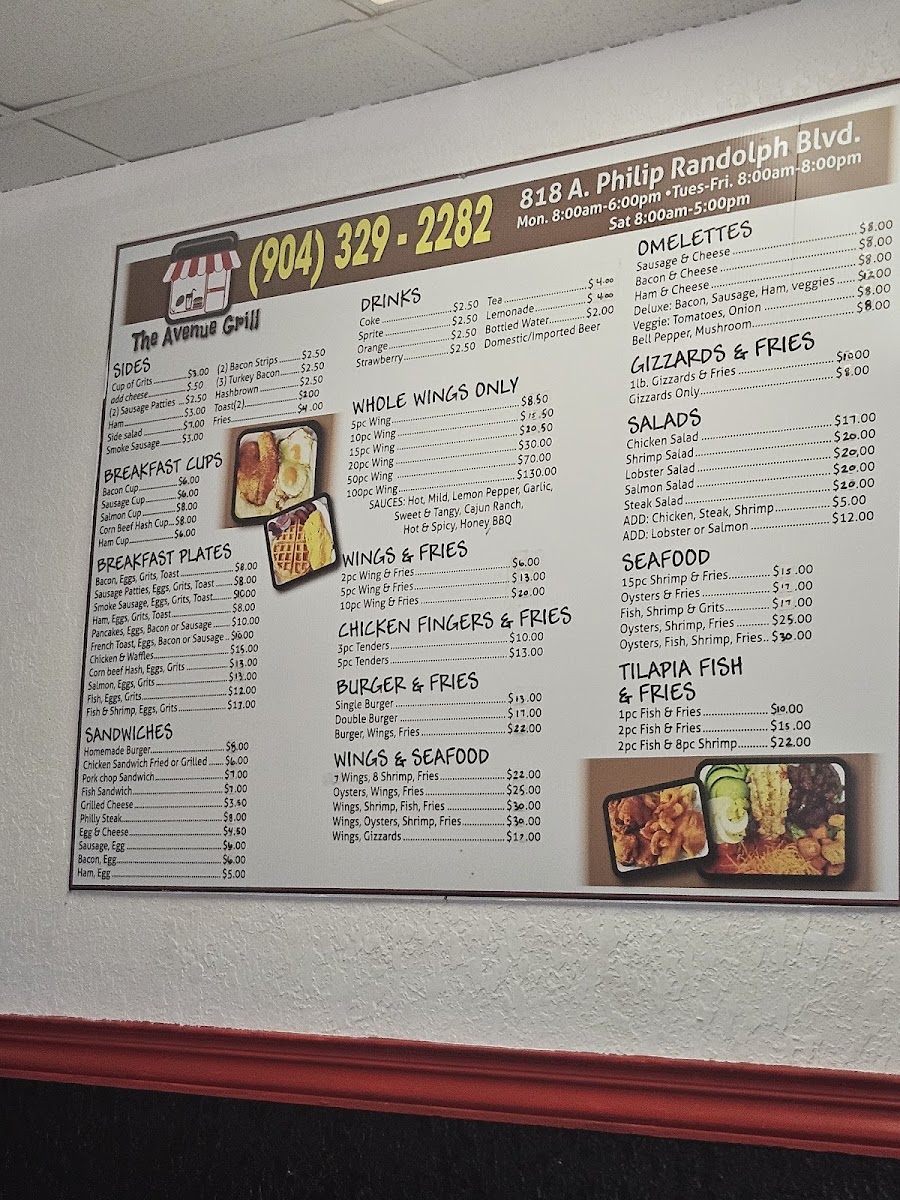 818 A. Philip Randolph Blvd.
(904) 329 - 2282
Mon. 8:00am-6:00pm •Tues-Fri. 8:00am-8:00pm
Sat 8:00am-5:00pm
The Avenue Grill
SIDES
Cup of Grits $3.00
add cheese $.50
(2) Sausage Patties $2.50
Ham $3.00
Side salad $7.00
Smoke Sausage $3.00
(2) Bacon Strips $2.50
(3) Turkey Bacon $2.50
Hashbrown $2.50
Toast(2) $2.00
Fries $4.00
BREAKFAST CUPS
Bacon Cup $6.00
Sausage Cup $6.00
Salmon Cup $8.00
Corn Beef Hash Cup $8.00
Ham Cup $6.00
BREAKFAST PLATES
Bacon, Eggs, Grits, Toast $8.00
Sausage Patties, Eggs, Grits, Toast $8.00
Smoke Sausage, Eggs, Grits, Toast
Ham, Eggs, Grits, Toast $8.00
Pancakes, Eggs, Bacon or Sausage $10.00
French Toast, Eggs, Bacon or Sausage
Chicken & Waffles $15.00
Corn beef Hash, Eggs, Grits $13.00
Salmon, Eggs, Grits $13.00
Fish, Eggs, Grits $12.00
Fish & Shrimp, Eggs, Grits $17.00
SANDWICHES
Homemade Burger $8.00
Chicken Sandwich Fried or Grilled $6.00
Pork chop Sandwich $7.00
Fish Sandwich $7.00
Grilled Cheese $3.50
Philly Steak $8.00
Egg & Cheese $4.50
Sausage, Egg $6.00
Bacon, Egg $6.00
Ham, Egg $5.00
DRINKS
Coke $2.50
Sprite $2.50
Orange $2.50
Strawberry $2.50
Tea $4.00
Lemonade $4.00
Bottled Water $2.00
Domestic/Imported Beer
WHOLE WINGS ONLY
5pc Wing $8.50
10pc Wing $15.50
15pc Wing $20.50
20pc Wing $30.00
50pc Wing $70.00
100pc Wing $130.00
SAUCES: Hot, Mild, Lemon Pepper, Garlic,
Sweet & Tangy, Cajun Ranch,
Hot & Spicy, Honey BBQ
WINGS & FRIES
2pc Wing & Fries $6.00
5pc Wing & Fries $13.00
10pc Wing & Fries $20.00
CHICKEN FINGERS & FRIES
3pc Tenders $10.00
5pc Tenders $13.00
BURGER & FRIES
Single Burger $13.00
Double Burger $17.00
Burger, Wings, Fries $22.00
WINGS & SEAFOOD
7 Wings, 8 Shrimp, Fries $22.00
Oysters, Wings, Fries $25.00
Wings, Shrimp, Fish, Fries $30.00
Wings, Oysters, Shrimp, Fries $30.00
Wings, Gizzards $17.00
OMELETTES
Sausage & Cheese $8.00
Bacon & Cheese $8.00
Ham & Cheese $8.00
Deluxe: Bacon, Sausage, Ham, veggies $12.00
Veggie: Tomatoes, Onion $8.00
Bell Pepper, Mushroom $8.00
GIZZARDS & FRIES
1lb. Gizzards & Fries $10.00
Gizzards Only $8.00
SALADS
Chicken Salad $17.00
Shrimp Salad $20.00
Lobster Salad $20.00
Salmon Salad $20.00
Steak Salad $20.00
ADD: Chicken, Steak, Shrimp $5.00
ADD: Lobster or Salmon $12.00
SEAFOOD
15pc Shrimp & Fries $15.00
Oysters & Fries $17.00
Fish, Shrimp & Grits $17.00
Oysters, Shrimp, Fries $25.00
Oysters, Fish, Shrimp, Fries $30.00
TILAPIA FISH
& FRIES
1pc Fish & Fries $10.00
2pc Fish & Fries $15.00
2pc Fish & 8pc Shrimp $22.00